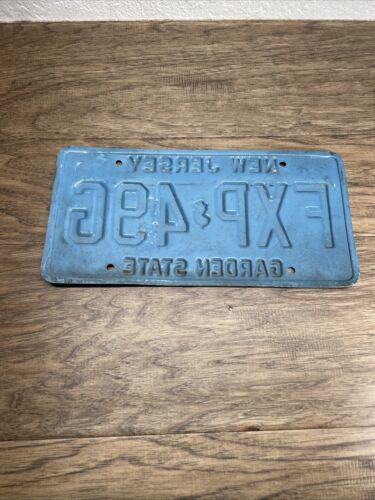 NEW JERSEY
FXP 49G
GARDEN STATE